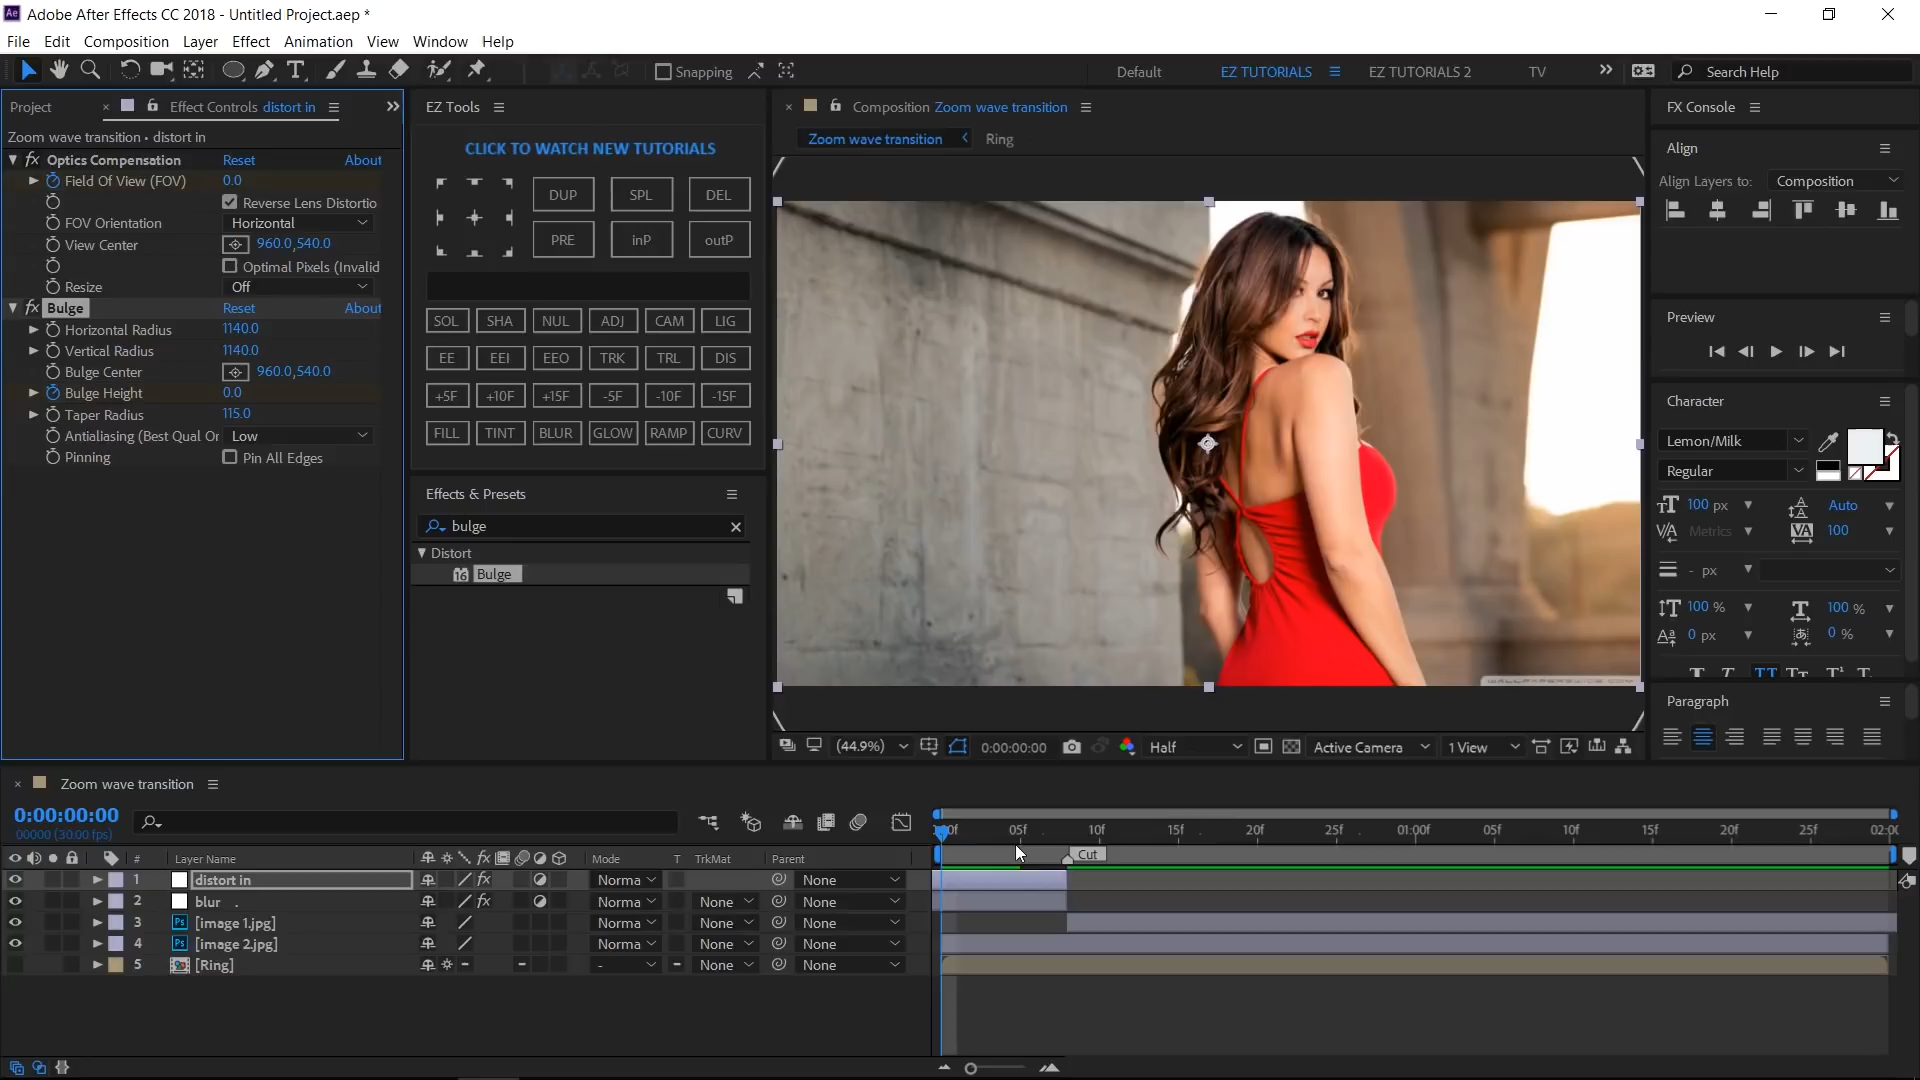 Adobe After Effects CC 2018 - Untitled Project.aep *
File Edit Composition Layer Effect Animation View Window Help
Snapping
Default EZ TUTORIALS EZ TUTORIALS 2 TV
Search Help
Project
Effect Controls distort in
Zoom wave transition • distort in
fx Optics Compensation Reset About
Field Of View (FOV) 0.0
Reverse Lens Distortio
FOV Orientation Horizontal
View Center 960.0,540.0
Optimal Pixels (Invalid
Resize Off
fx Bulge Reset About
Horizontal Radius 1140.0
Vertical Radius 1140.0
Bulge Center 960.0,540.0
Bulge Height 0.0
Taper Radius 115.0
Antialiasing (Best Qual Or Low
Pinning Pin All Edges
EZ Tools
CLICK TO WATCH NEW TUTORIALS
DUP SPL DEL
PRE inP outP
SOL SHA NUL ADJ CAM LIG
EE EEI EEO TRK TRL DIS
+5F +10F +15F -5F -10F -15F
FILL TINT BLUR GLOW RAMP CURV
Effects & Presets
bulge
Distort
16 Bulge
Composition Zoom wave transition
Zoom wave transition Ring
(44.9%) 0:00:00:00 Half Active Camera 1 View
FX Console
Align
Align Layers to: Composition
Preview
Character
Lemon/Milk
Regular
100 px Auto
Metrics 100
- px
100 % 100 %
0 px 0 %
Paragraph
Zoom wave transition
0:00:00:00
00000 (30.00 fps)
# Layer Name Mode T TrkMat Parent
1 distort in Norma None
2 blur . Norma None None
3 Ps [image 1.jpg] Norma None None
4 Ps [image 2.jpg] Norma None None
5 [Ring] - None None
05f 10f 15f 20f 25f 01:00f 05f 10f 15f 20f 25f 02:00
Cut